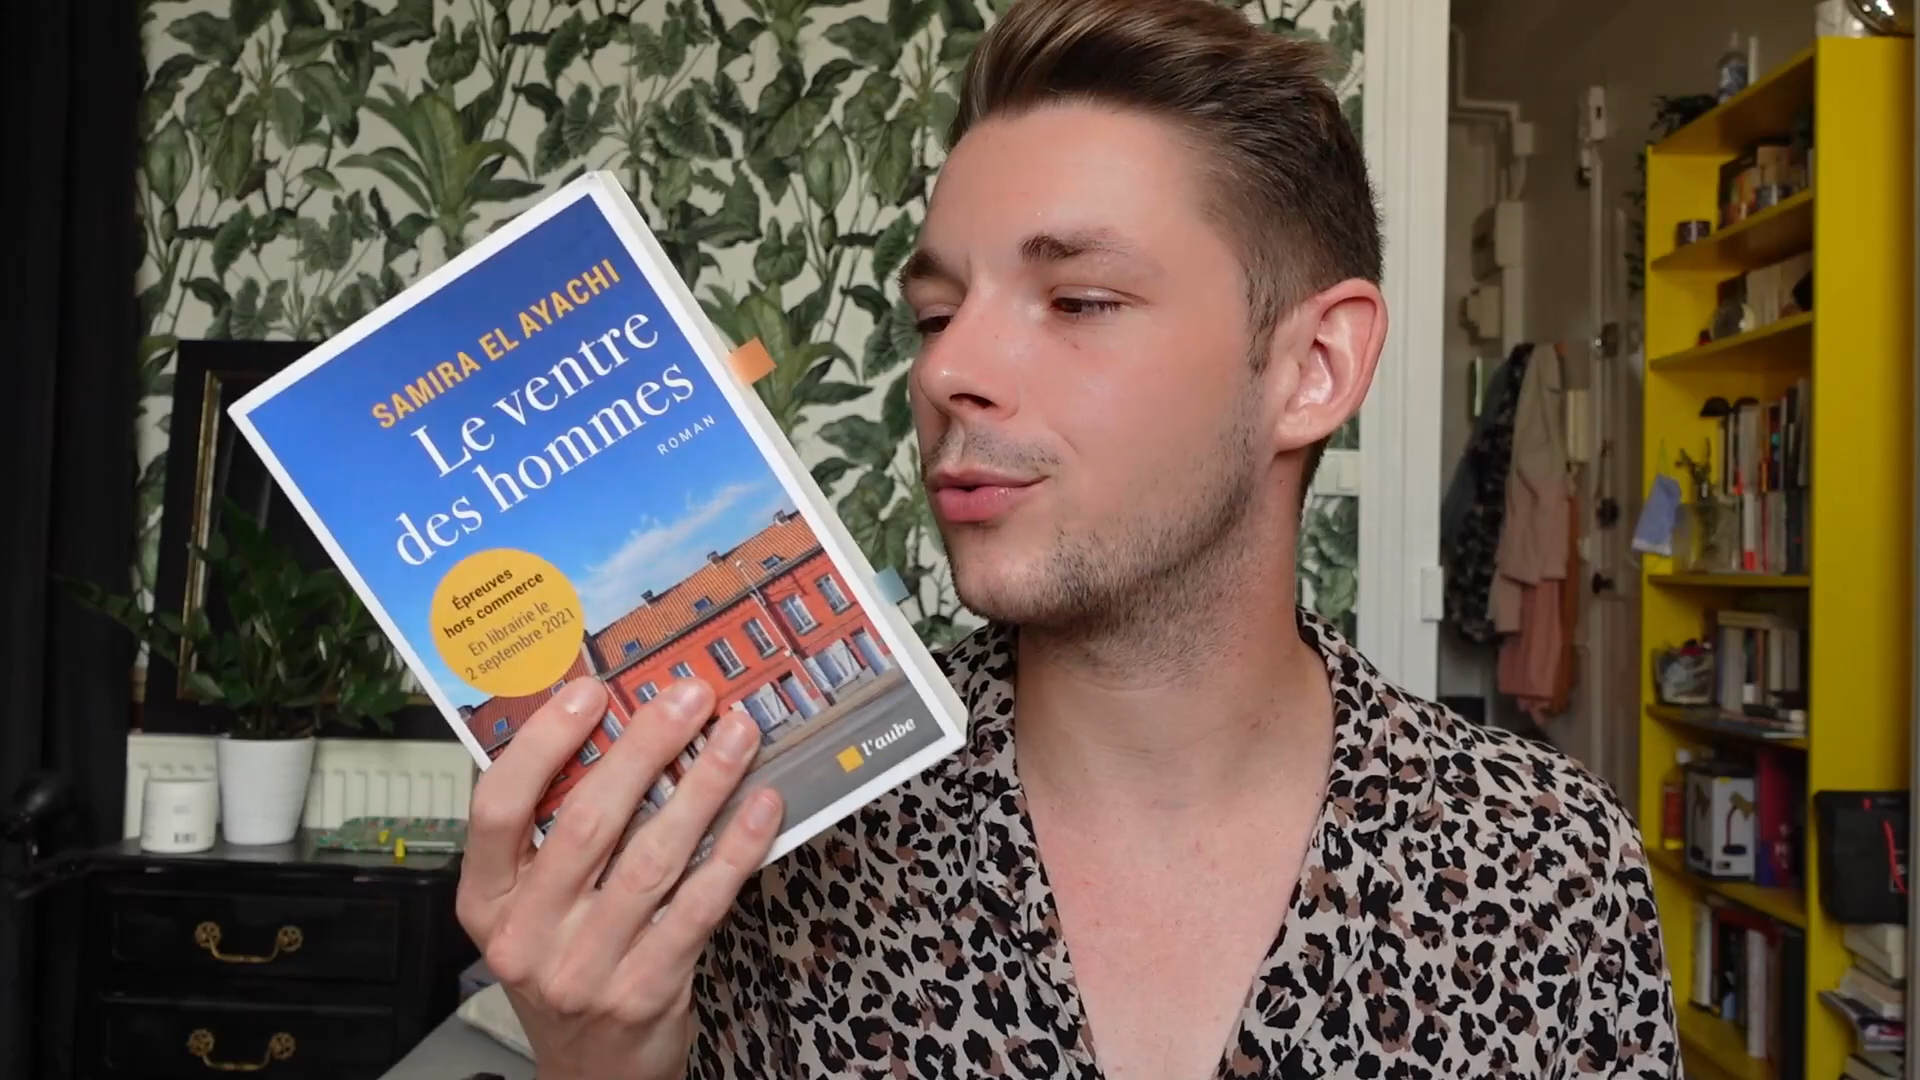 SAMIRA EL AYACHI
Le ventre
des hommes
ROMAN
Épreuves
hors commerce
En librairie le
2 septembre 2021
l'aube